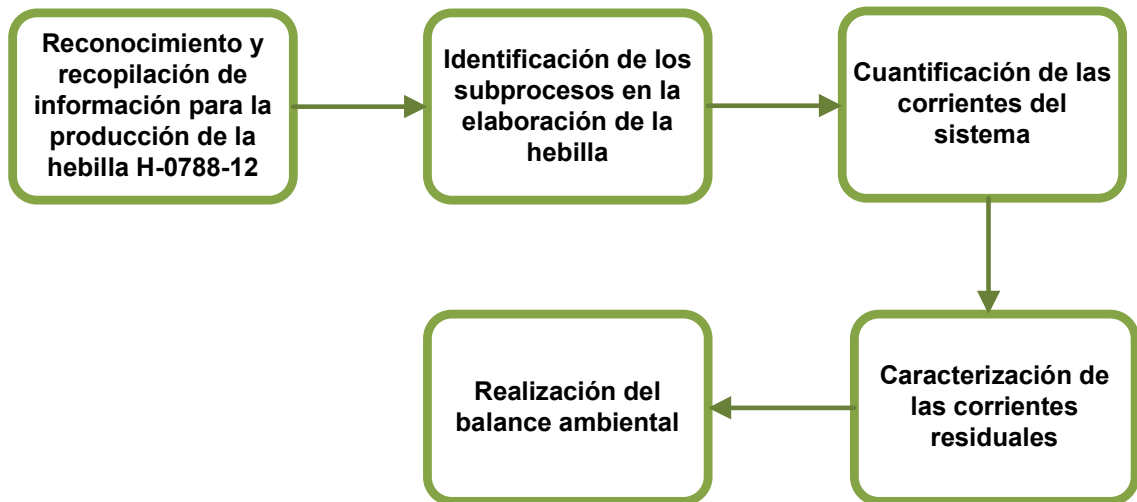 Reconocimiento y
recopilación de
información para la
producción de la
hebilla H-0788-12
Identificación de los
subprocesos en la
elaboración de la
hebilla
Cuantificación de las
corrientes del
sistema
Caracterización de
las corrientes
residuales
Realización del
balance ambiental